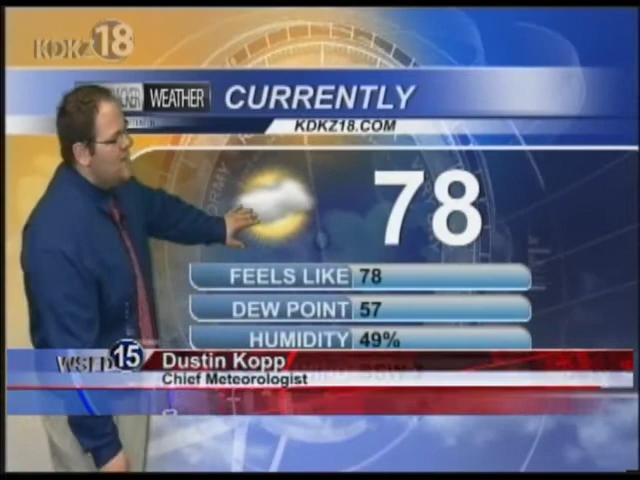 KDKZ 18
WEATHER
CURRENTLY
KDKZ18.COM
78
FEELS LIKE 78
DEW POINT 57
HUMIDITY 49%
15
Dustin Kopp
Chief Meteorologist